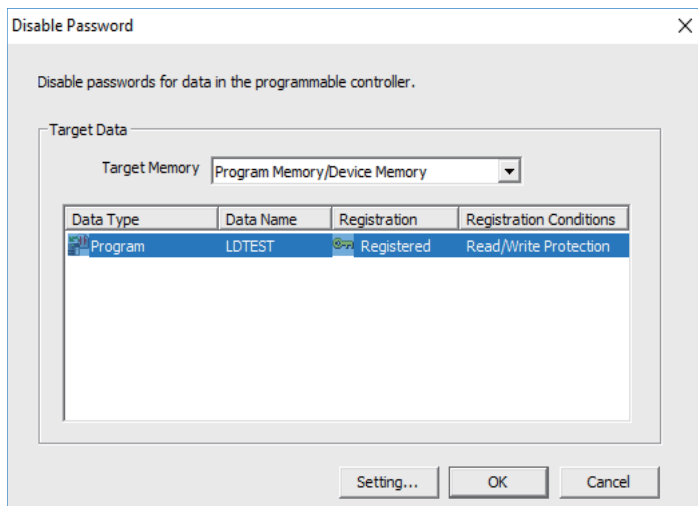 Disable Password
Disable passwords for data in the programmable controller.
Target Data
Target Memory Program Memory/Device Memory
Data Type Data Name Registration Registration Conditions
Program LDTEST Registered Read/Write Protection
Setting... OK Cancel